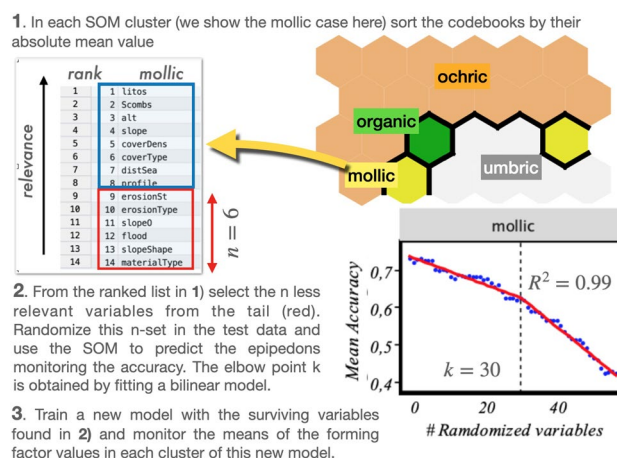 1. In each SOM cluster (we show the mollic case here) sort the codebooks by their
absolute mean value
rank mollic
1 1 litos
2 2 Scombs
3 3 alt
4 4 slope
5 5 coverDens
6 6 coverType
7 7 distSea
8 8 profile
9 9 erosionSt
10 10 erosionType
11 11 slopeO
12 12 flood
13 13 slopeShape
14 14 materialType
relevance
n = 6
ochric
organic
mollic
umbric
2. From the ranked list in 1) select the n less
relevant variables from the tail (red).
Randomize this n-set in the test data and
use the SOM to predict the epipedons
monitoring the accuracy. The elbow point k
is obtained by fitting a bilinear model.
3. Train a new model with the surviving variables
found in 2) and monitor the means of the forming
factor values in each cluster of this new model.
mollic
Mean Accuracy
0,7
0,6
0,5
0,4
R² = 0.99
k = 30
0 20 40
# Ramdomized variables